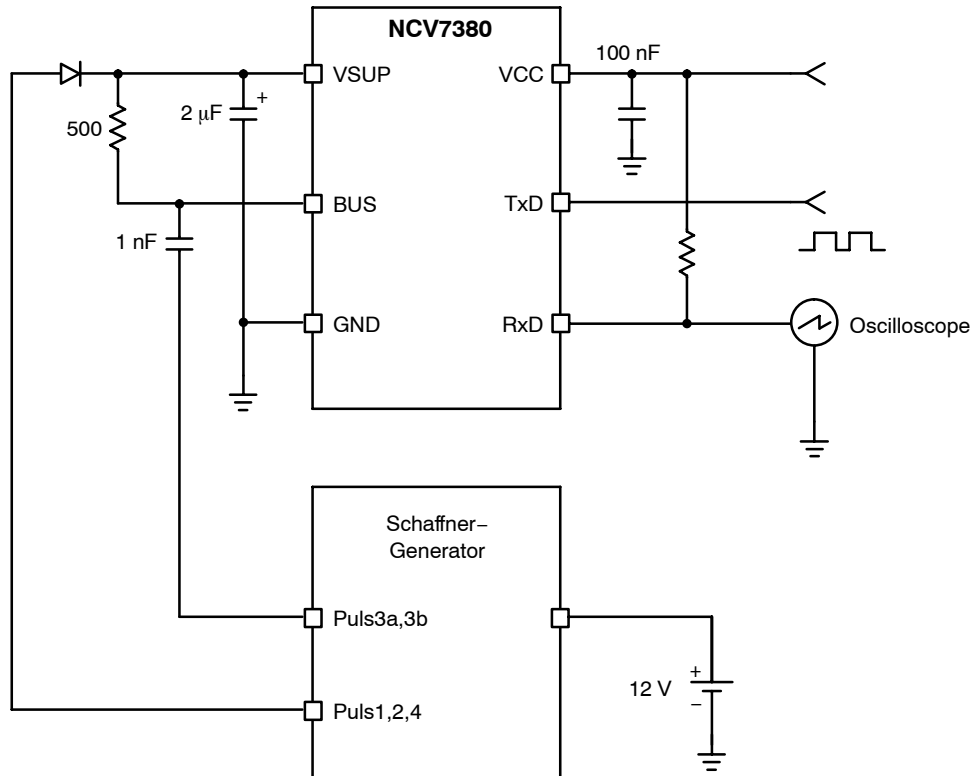 NCV7380
100 nF
VSUP
VCC
2 μF
+
500
BUS
TxD
1 nF
GND
RxD
Oscilloscope
Schaffner−
Generator
Puls3a,3b
+
12 V
−
Puls1,2,4